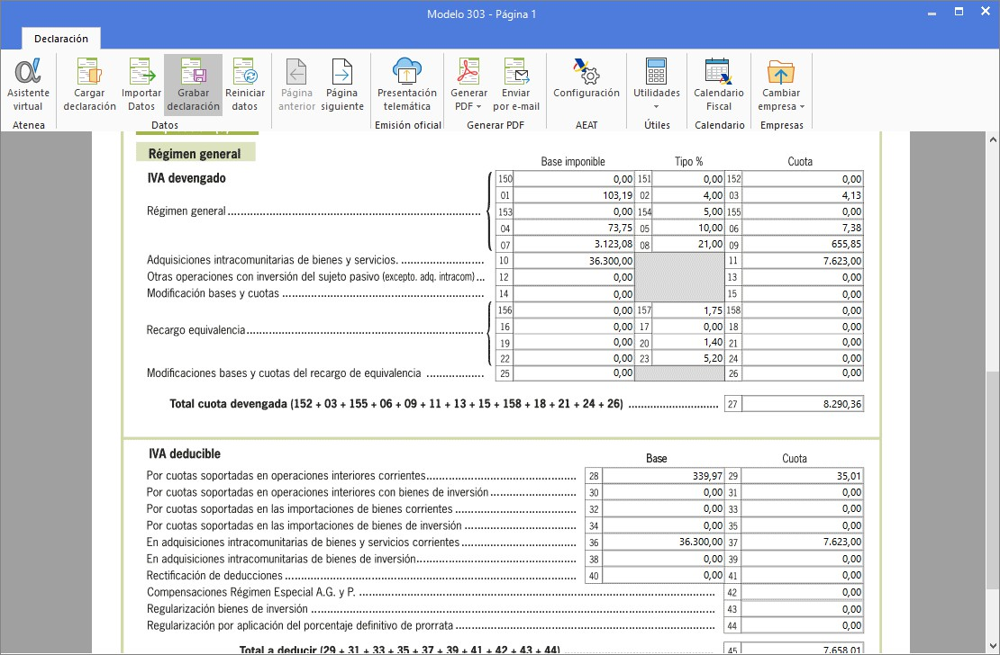 Modelo 303 - Página 1
Declaración
Asistente virtual
Cargar declaración
Importar Datos
Grabar declaración
Reiniciar datos
Página anterior
Página siguiente
Presentación telemática
Generar PDF
Enviar por e-mail
Configuración
Utilidades
Calendario Fiscal
Cambiar empresa
Atenea Datos Emisión oficial Generar PDF AEAT Útiles Calendario Empresas
Régimen general
Base imponible Tipo % Cuota
IVA devengado
150 0,00 151 0,00 152 0,00
01 103,19 02 4,00 03 4,13
Régimen general 153 0,00 154 5,00 155 0,00
04 73,75 05 10,00 06 7,38
07 3.123,08 08 21,00 09 655,85
Adquisiciones intracomunitarias de bienes y servicios. 10 36.300,00 11 7.623,00
Otras operaciones con inversión del sujeto pasivo (excepto. adq. intracom) 12 0,00 13 0,00
Modificación bases y cuotas 14 0,00 15 0,00
156 0,00 157 1,75 158 0,00
Recargo equivalencia 16 0,00 17 0,00 18 0,00
19 0,00 20 1,40 21 0,00
22 0,00 23 5,20 24 0,00
Modificaciones bases y cuotas del recargo de equivalencia 25 0,00 26 0,00
Total cuota devengada (152 + 03 + 155 + 06 + 09 + 11 + 13 + 15 + 158 + 18 + 21 + 24 + 26) 27 8.290,36
IVA deducible
Base Cuota
Por cuotas soportadas en operaciones interiores corrientes 28 339,97 29 35,01
Por cuotas soportadas en operaciones interiores con bienes de inversión 30 0,00 31 0,00
Por cuotas soportadas en las importaciones de bienes corrientes 32 0,00 33 0,00
Por cuotas soportadas en las importaciones de bienes de inversión 34 0,00 35 0,00
En adquisiciones intracomunitarias de bienes y servicios corrientes 36 36.300,00 37 7.623,00
En adquisiciones intracomunitarias de bienes de inversión 38 0,00 39 0,00
Rectificación de deducciones 40 0,00 41 0,00
Compensaciones Régimen Especial A.G. y P. 42 0,00
Regularización bienes de inversión 43 0,00
Regularización por aplicación del porcentaje definitivo de prorrata 44 0,00
Total a deducir (29 + 31 + 33 + 35 + 37 + 39 + 41 + 42 + 43 + 44) 45 7.658,01